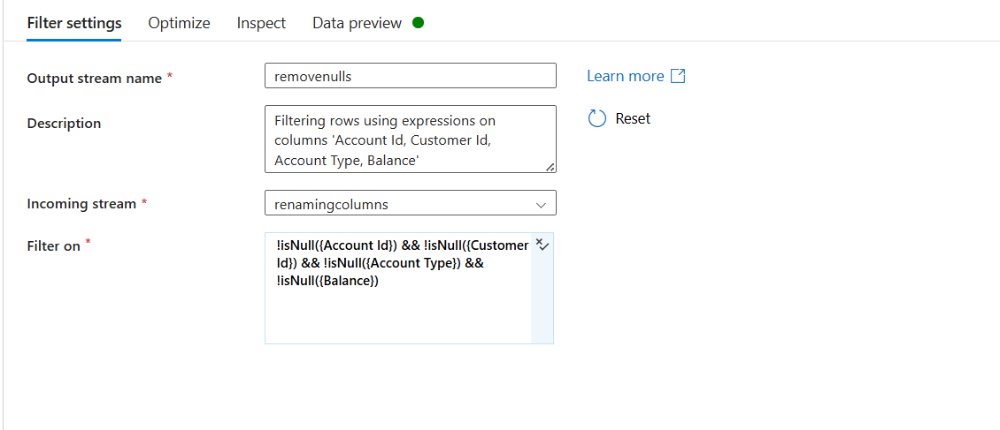 Filter settings Optimize Inspect Data preview
Output stream name * removenulls Learn more
Description Filtering rows using expressions on
columns 'Account Id, Customer Id,
Account Type, Balance'
Reset
Incoming stream * renamingcolumns
Filter on * !isNull({Account Id}) && !isNull({Customer
Id}) && !isNull({Account Type}) &&
!isNull({Balance})